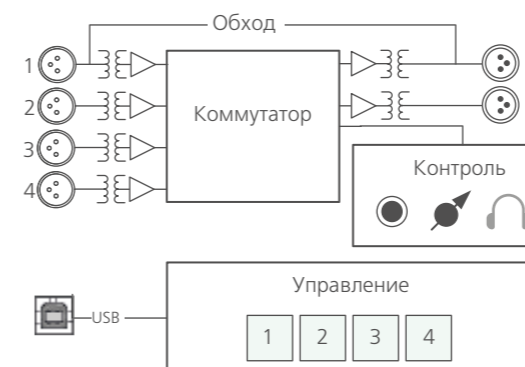 Обход
1
2
3
4
Коммутатор
Контроль
Управление
USB
1 2 3 4